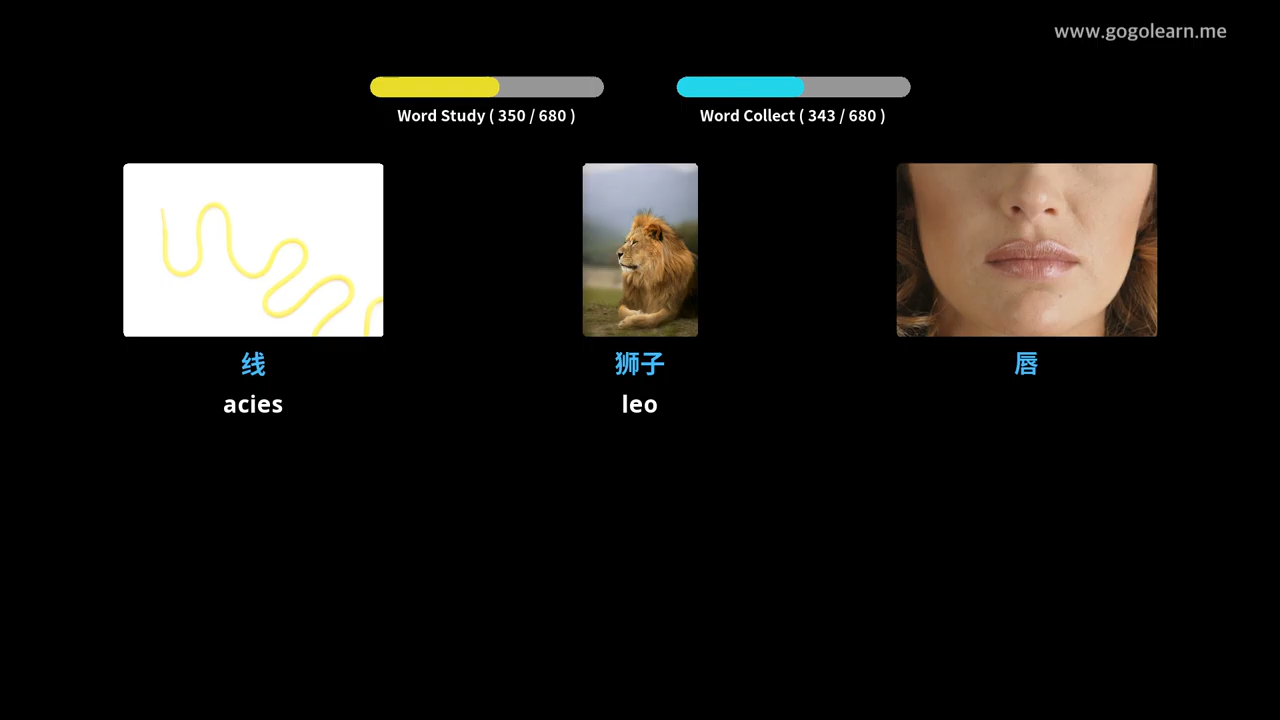 www.gogolearn.me
Word Study ( 350 / 680 )
Word Collect ( 343 / 680 )
线
狮子
唇
acies
leo